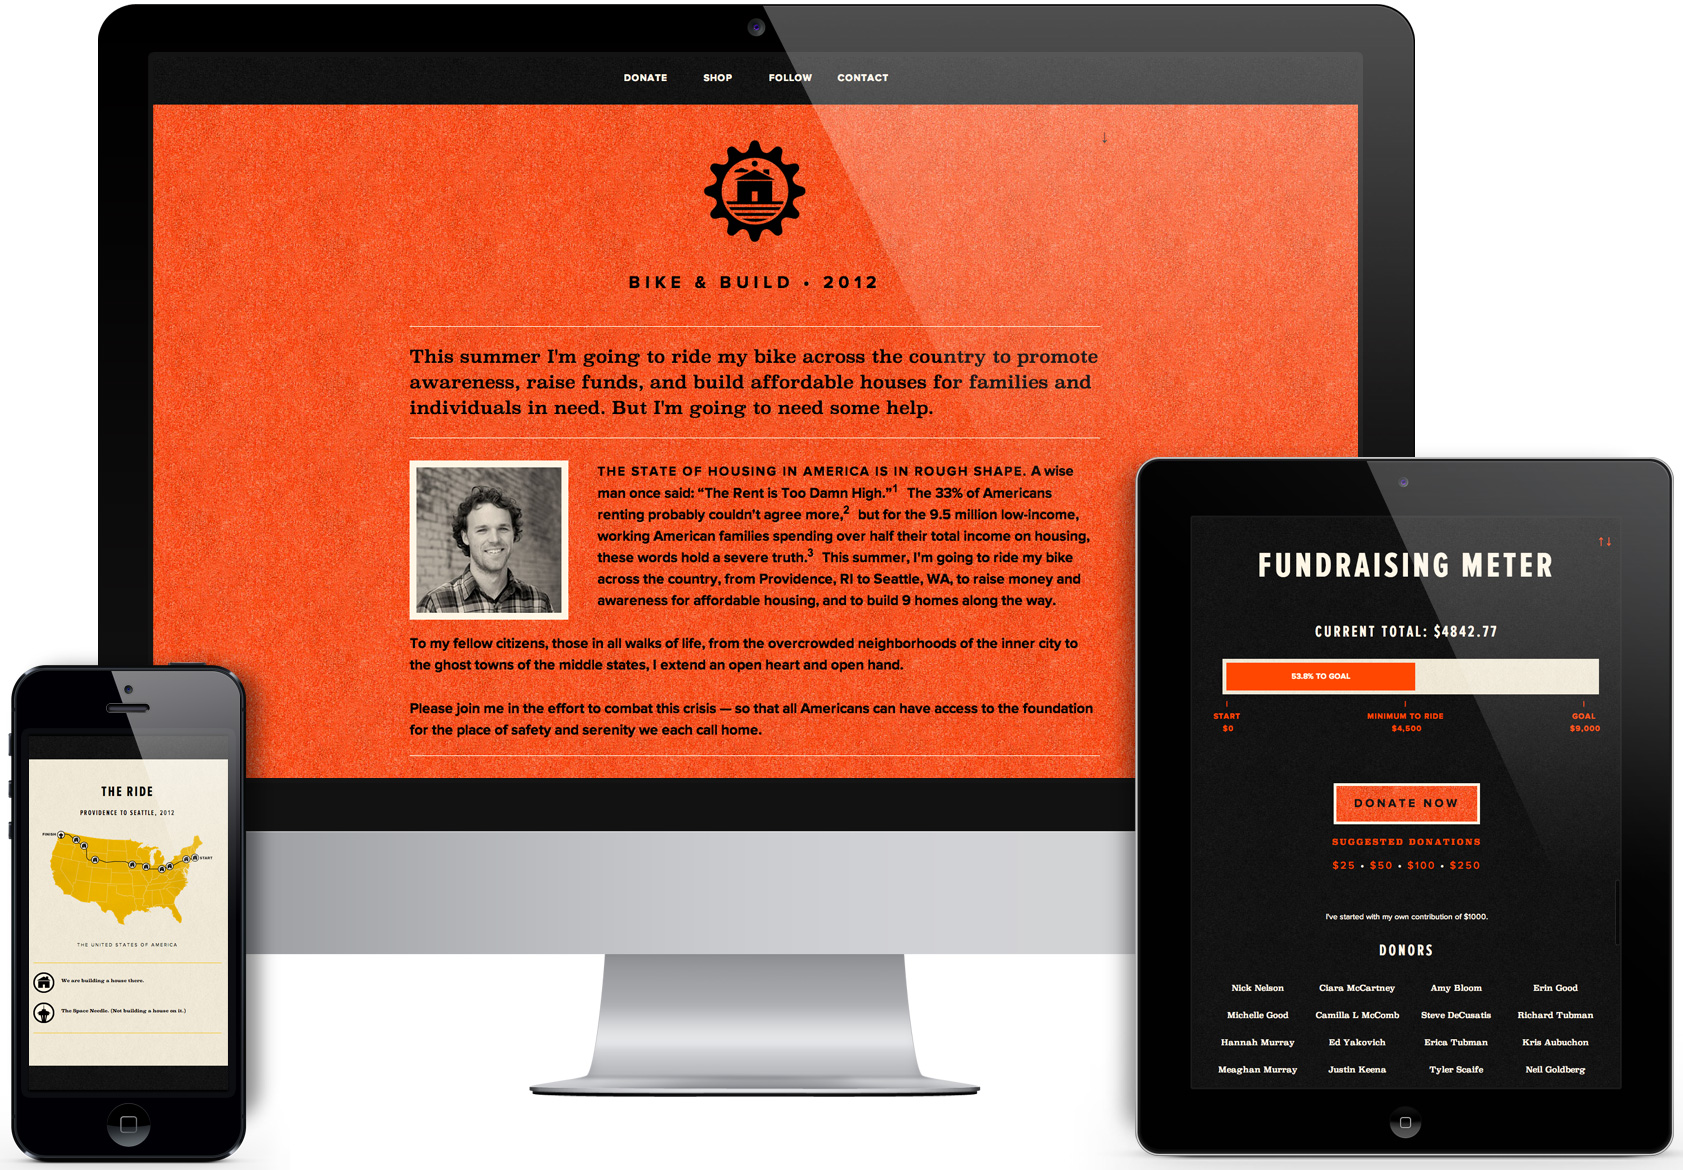 DONATE SHOP FOLLOW CONTACT
↓
BIKE & BUILD • 2012
This summer I'm going to ride my bike across the country to promote
awareness, raise funds, and build affordable houses for families and
individuals in need. But I'm going to need some help.
THE STATE OF HOUSING IN AMERICA IS IN ROUGH SHAPE. A wise
man once said: “The Rent is Too Damn High.”1 The 33% of Americans
renting probably couldn't agree more,2 but for the 9.5 million low-income,
working American families spending over half their total income on housing,
these words hold a severe truth.3 This summer, I'm going to ride my bike
across the country, from Providence, RI to Seattle, WA, to raise money and
awareness for affordable housing, and to build 9 homes along the way.
To my fellow citizens, those in all walks of life, from the overcrowded neighborhoods of the inner city to
the ghost towns of the middle states, I extend an open heart and open hand.
Please join me in the effort to combat this crisis — so that all Americans can have access to the foundation
for the place of safety and serenity we each call home.
THE RIDE
PROVIDENCE TO SEATTLE, 2012
FINISH
START
THE UNITED STATES OF AMERICA
We are building a house there.
The Space Needle. (Not building a house on it.)
↑↓
FUNDRAISING METER
CURRENT TOTAL: $4842.77
53.8% TO GOAL
START MINIMUM TO RIDE GOAL
$0 $4,500 $9,000
DONATE NOW
SUGGESTED DONATIONS
$25 • $50 • $100 • $250
I've started with my own contribution of $1000.
DONORS
Nick Nelson Ciara McCartney Amy Bloom Erin Good
Michelle Good Camilla L McComb Steve DeCusatis Richard Tubman
Hannah Murray Ed Yakovich Erica Tubman Kris Aubuchon
Meaghan Murray Justin Keena Tyler Scaife Neil Goldberg